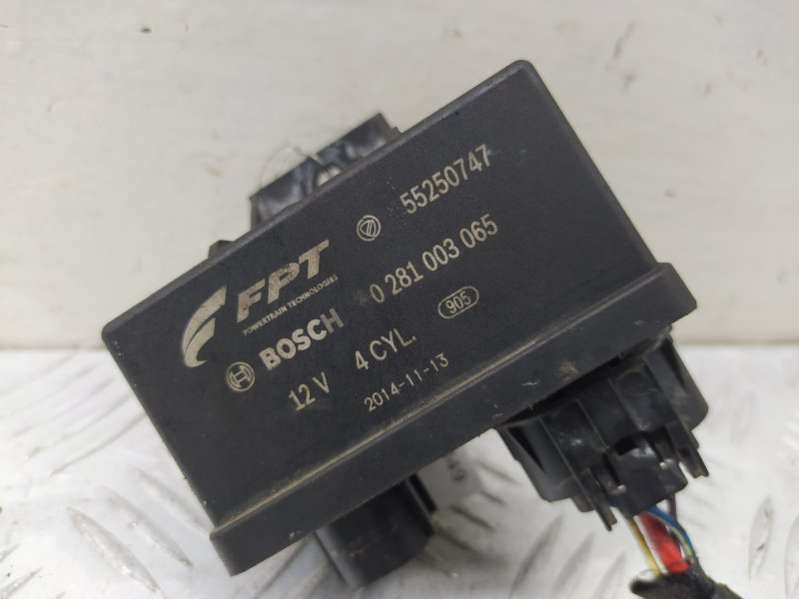 55250747
FPT
POWERTRAIN TECHNOLOGIES
0 281 003 065
BOSCH
12 V 4 CYL. 905
2014-11-13